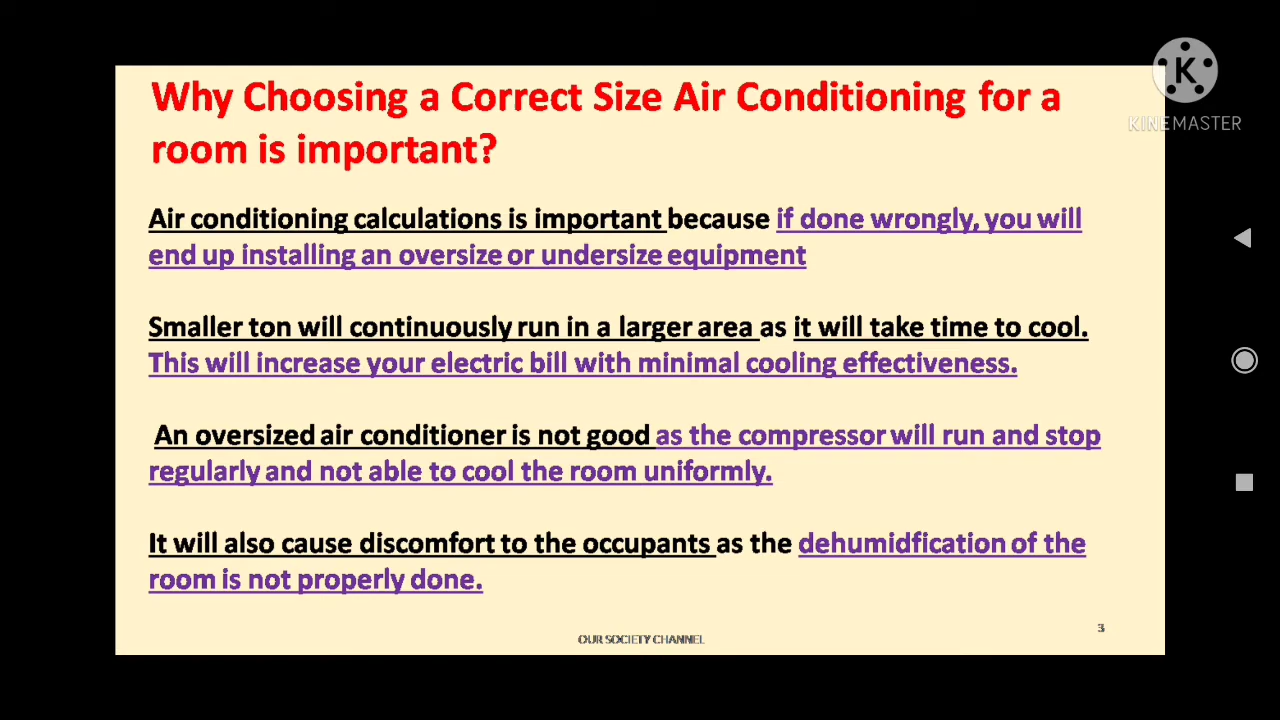 Why Choosing a Correct Size Air Conditioning for a
room is important?
K
KINEMASTER
Air conditioning calculations is important because if done wrongly, you will
end up installing an oversize or undersize equipment
Smaller ton will continuously run in a larger area as it will take time to cool.
This will increase your electric bill with minimal cooling effectiveness.
An oversized air conditioner is not good as the compressor will run and stop
regularly and not able to cool the room uniformly.
It will also cause discomfort to the occupants as the dehumidfication of the
room is not properly done.
3
OUR SOCIETY CHANNEL